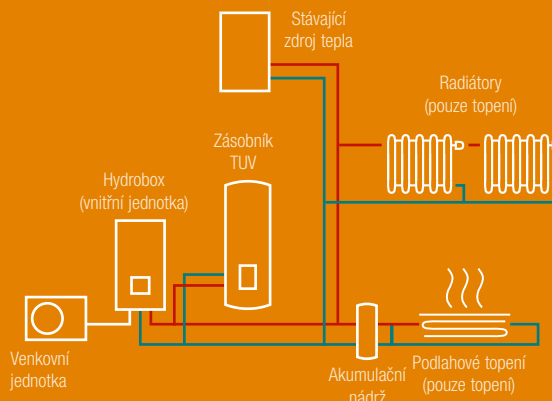 Stávající
zdroj tepla
Radiátory
(pouze topení)
Zásobník
TUV
Hydrobox
(vnitřní jednotka)
Venkovní
jednotka
Akumulační
nádrž
Podlahové topení
(pouze topení)